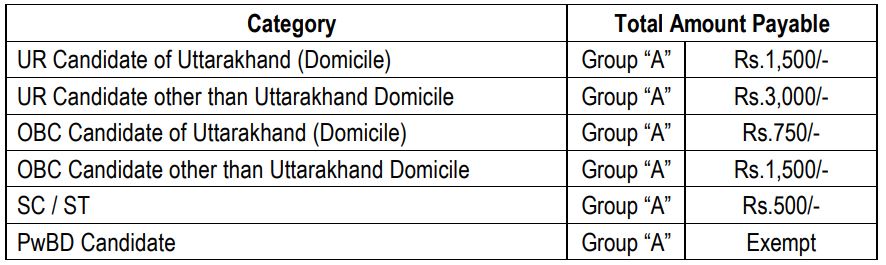 Category Total Amount Payable
UR Candidate of Uttarakhand (Domicile) Group “A” Rs.1,500/-
UR Candidate other than Uttarakhand Domicile Group “A” Rs.3,000/-
OBC Candidate of Uttarakhand (Domicile) Group “A” Rs.750/-
OBC Candidate other than Uttarakhand Domicile Group “A” Rs.1,500/-
SC / ST Group “A” Rs.500/-
PwBD Candidate Group “A” Exempt